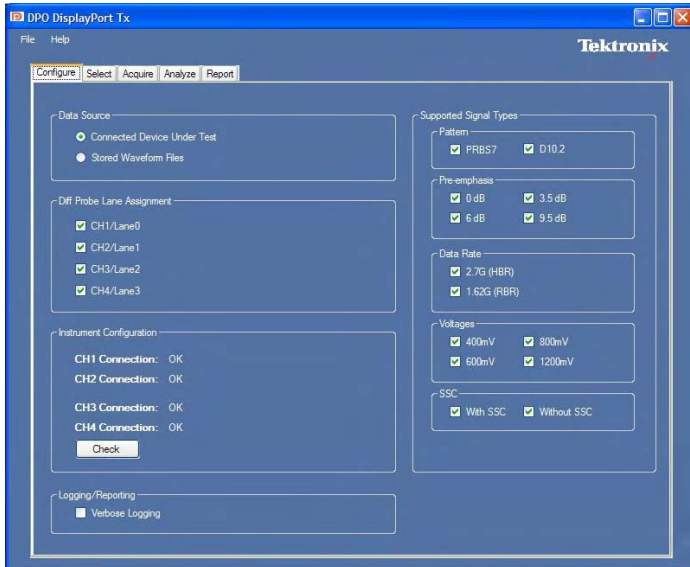 DPO DisplayPort Tx
File Help
Tektronix
Configure Select Acquire Analyze Report
Data Source
Connected Device Under Test
Stored Waveform Files
Diff Probe Lane Assignment
CH1/Lane0
CH2/Lane1
CH3/Lane2
CH4/Lane3
Instrument Configuration
CH1 Connection: OK
CH2 Connection: OK
CH3 Connection: OK
CH4 Connection: OK
Check
Logging/Reporting
Verbose Logging
Supported Signal Types
Pattern
PRBS7 D10.2
Pre-emphasis
0 dB 3.5 dB
6 dB 9.5 dB
Data Rate
2.7G (HBR)
1.62G (RBR)
Voltages
400mV 800mV
600mV 1200mV
SSC
With SSC Without SSC